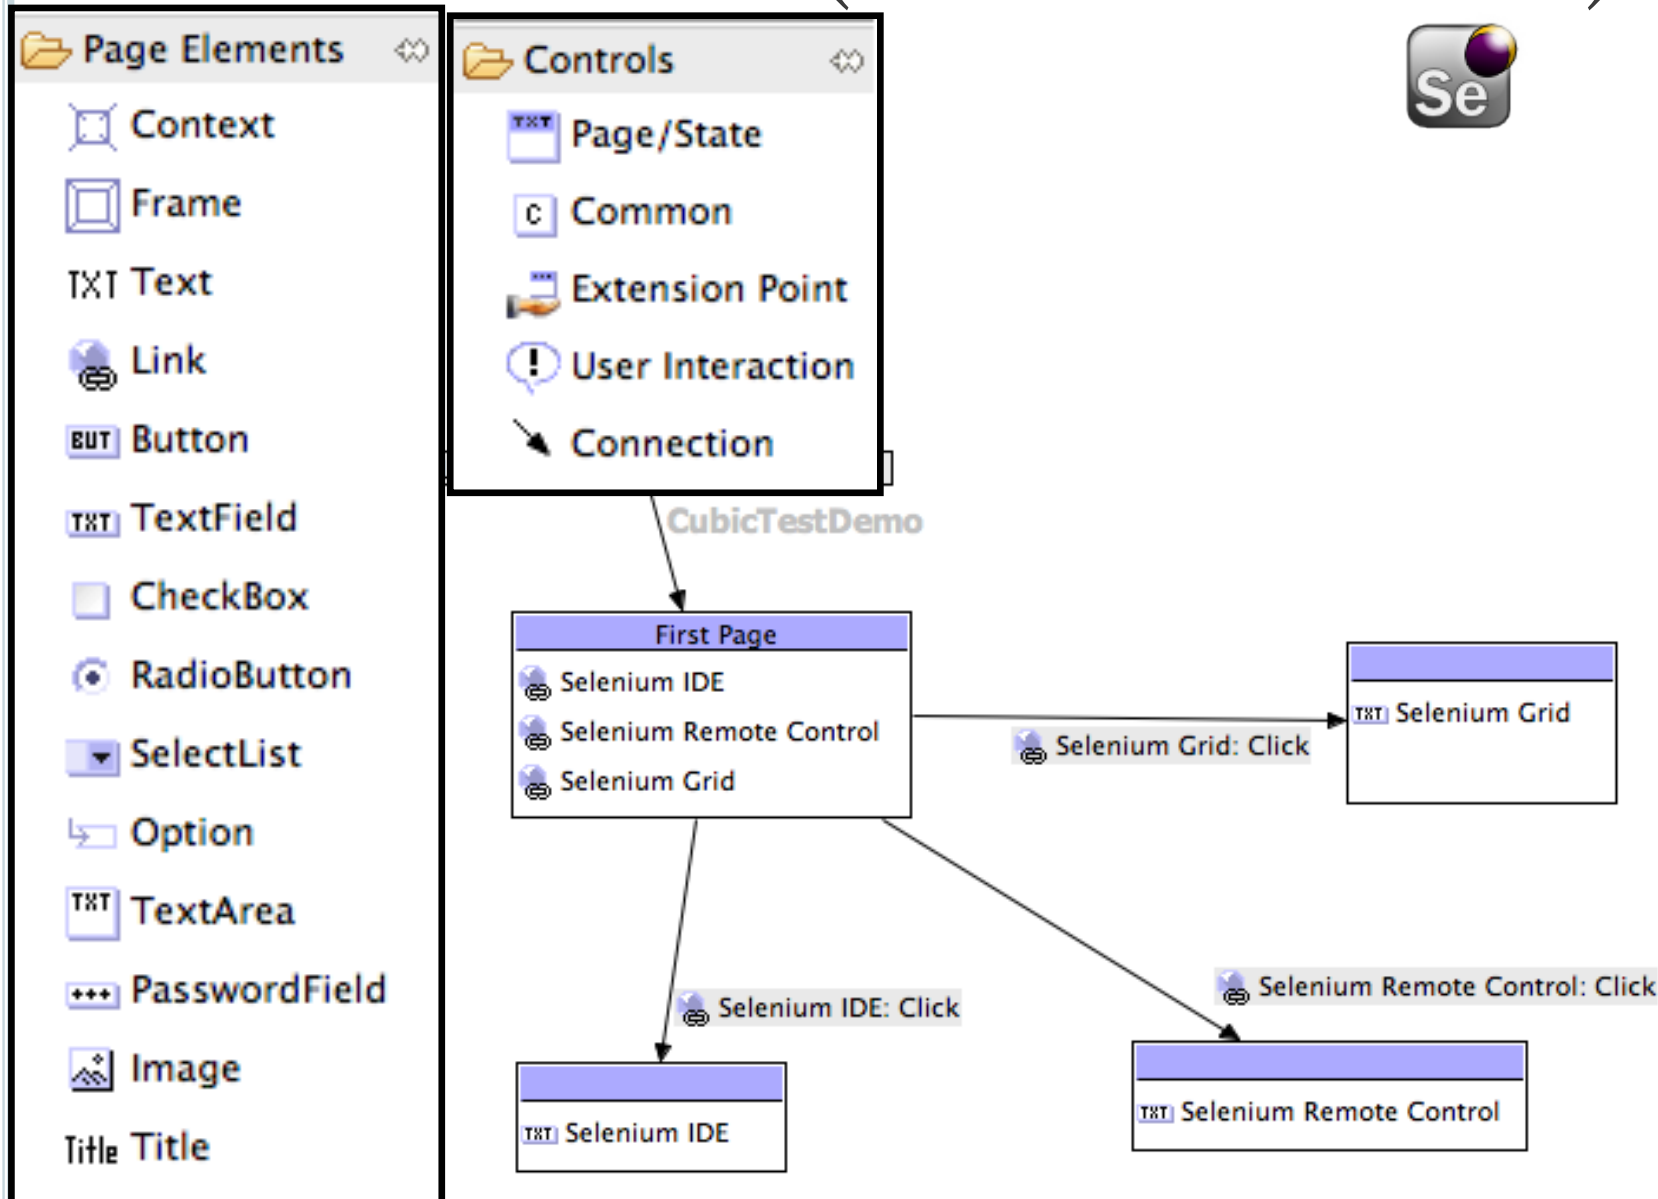 Page Elements
Context
Frame
TXT Text
Link
BUT Button
TXT TextField
CheckBox
RadioButton
SelectList
Option
TXT TextArea
PasswordField
Image
Title Title
Controls
TXT Page/State
C Common
Extension Point
! User Interaction
Connection
Se
CubicTestDemo
First Page
Selenium IDE
Selenium Remote Control
Selenium Grid
Selenium Grid: Click
TXT Selenium Grid
Selenium IDE: Click
TXT Selenium IDE
Selenium Remote Control: Click
TXT Selenium Remote Control